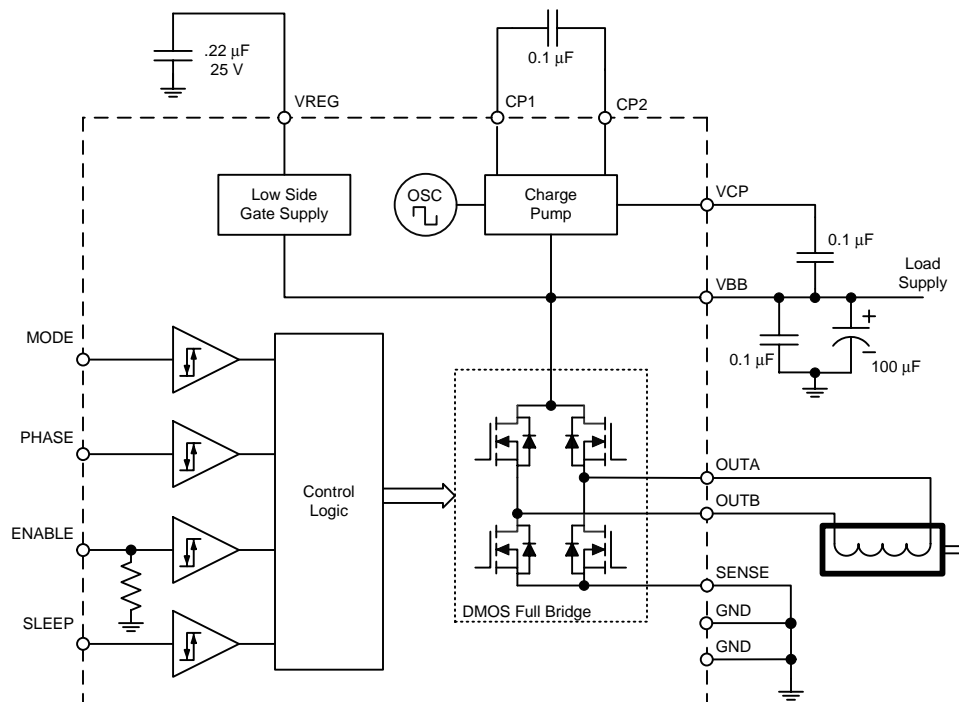 .22 μF
25 V
0.1 μF
VREG
CP1
CP2
Low Side
Gate Supply
OSC
Charge
Pump
VCP
0.1 μF
Load
Supply
VBB
MODE
+
0.1 μF
100 μF
PHASE
OUTA
Control
Logic
OUTB
ENABLE
SENSE
DMOS Full Bridge
GND
SLEEP
GND